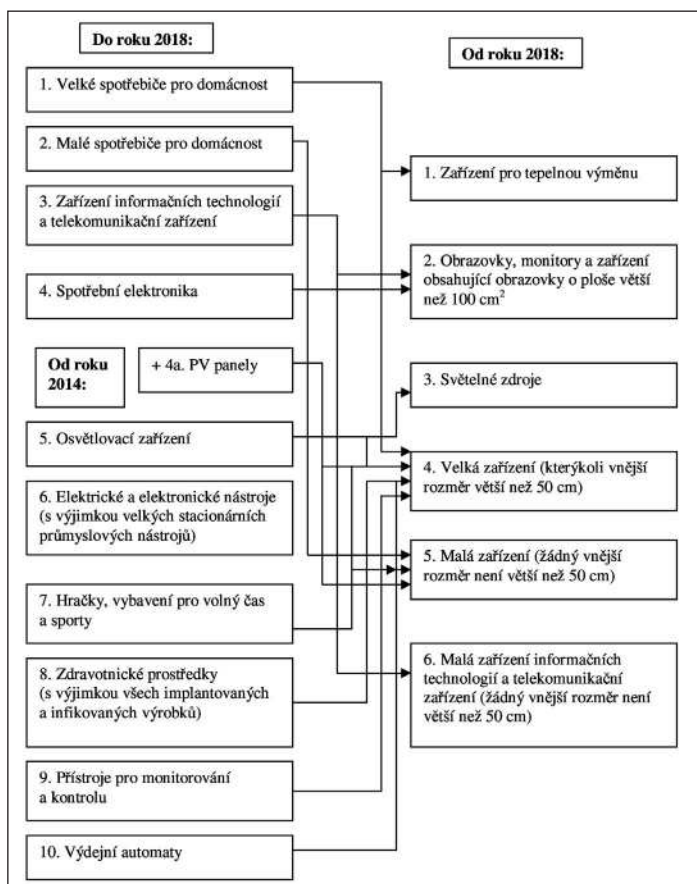 Do roku 2018:
1. Velké spotřebiče pro domácnost
2. Malé spotřebiče pro domácnost
3. Zařízení informačních technologií
a telekomunikační zařízení
4. Spotřební elektronika
Od roku
2014:
+ 4a. PV panely
5. Osvětlovací zařízení
6. Elektrické a elektronické nástroje
(s výjimkou velkých stacionárních
průmyslových nástrojů)
7. Hračky, vybavení pro volný čas
a sporty
8. Zdravotnické prostředky
(s výjimkou všech implantovaných
a infikovaných výrobků)
9. Přístroje pro monitorování
a kontrolu
10. Výdejní automaty
Od roku 2018:
1. Zařízení pro tepelnou výměnu
2. Obrazovky, monitory a zařízení
obsahující obrazovky o ploše větší
než 100 cm²
3. Světelné zdroje
4. Velká zařízení (kterýkoli vnější
rozměr větší než 50 cm)
5. Malá zařízení (žádný vnější
rozměr není větší než 50 cm)
6. Malá zařízení informačních
technologií a telekomunikační
zařízení (žádný vnější rozměr není
větší než 50 cm)